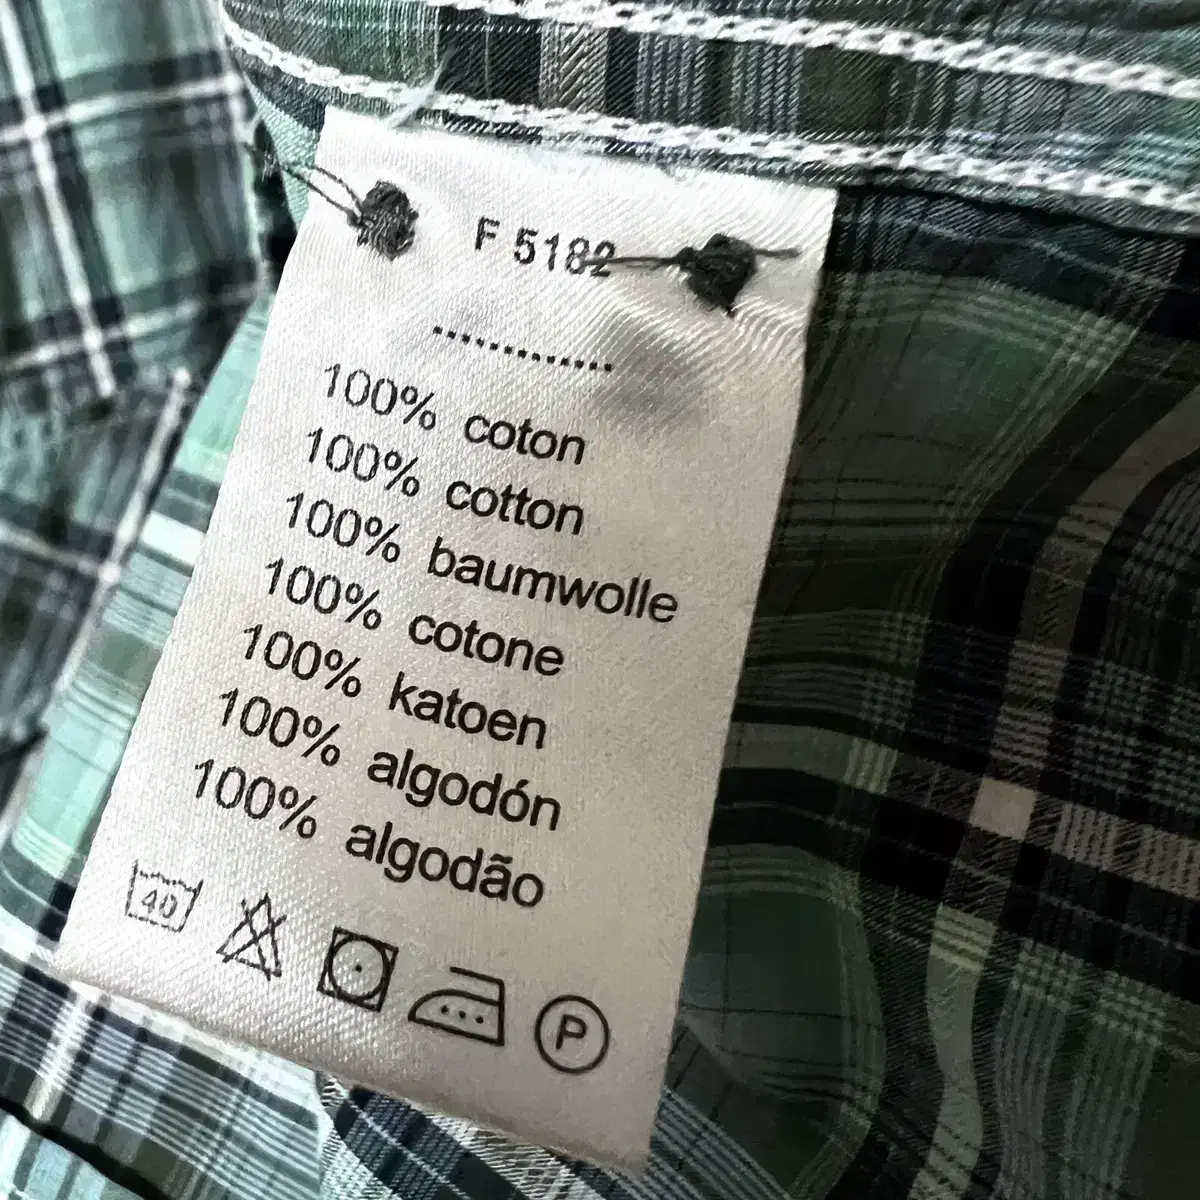 F 5182
.............
100% coton
100% cotton
100% baumwolle
100% cotone
100% katoen
100% algodón
100% algodão
40
P